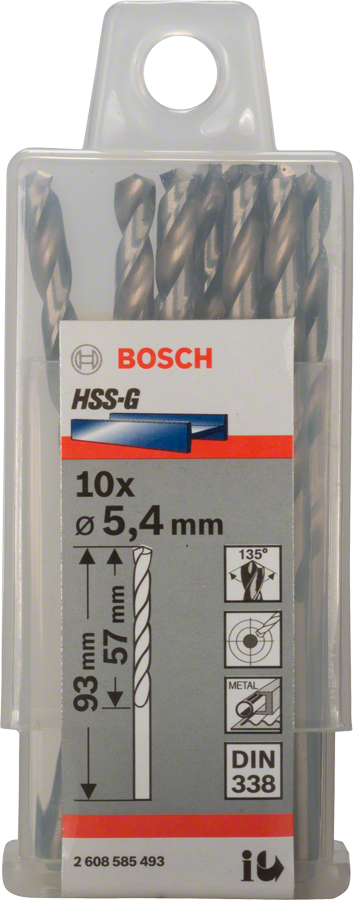 BOSCH
HSS-G
10x
ø 5,4 mm
93 mm
57 mm
135°
METAL
DIN
338
2 608 585 493